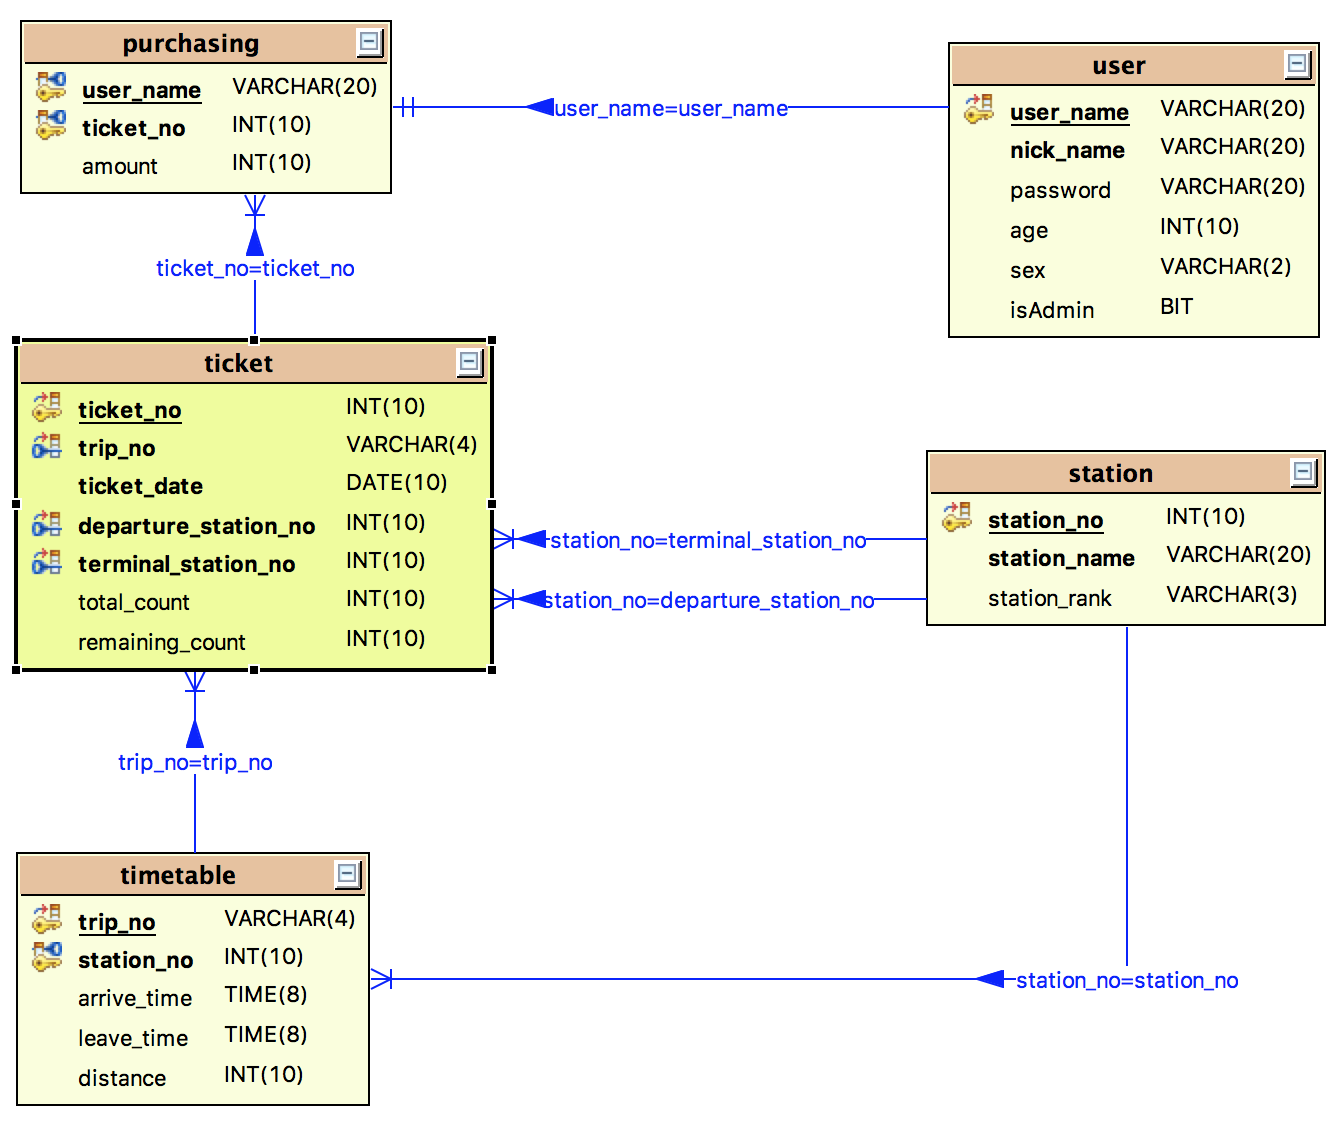 purchasing
user_name VARCHAR(20)
ticket_no INT(10)
amount INT(10)
user_name=user_name
user
user_name VARCHAR(20)
nick_name VARCHAR(20)
password VARCHAR(20)
age INT(10)
sex VARCHAR(2)
isAdmin BIT
ticket_no=ticket_no
ticket
ticket_no INT(10)
trip_no VARCHAR(4)
ticket_date DATE(10)
departure_station_no INT(10)
terminal_station_no INT(10)
total_count INT(10)
remaining_count INT(10)
station_no=terminal_station_no
station_no=departure_station_no
station
station_no INT(10)
station_name VARCHAR(20)
station_rank VARCHAR(3)
trip_no=trip_no
timetable
trip_no VARCHAR(4)
station_no INT(10)
arrive_time TIME(8)
leave_time TIME(8)
distance INT(10)
station_no=station_no